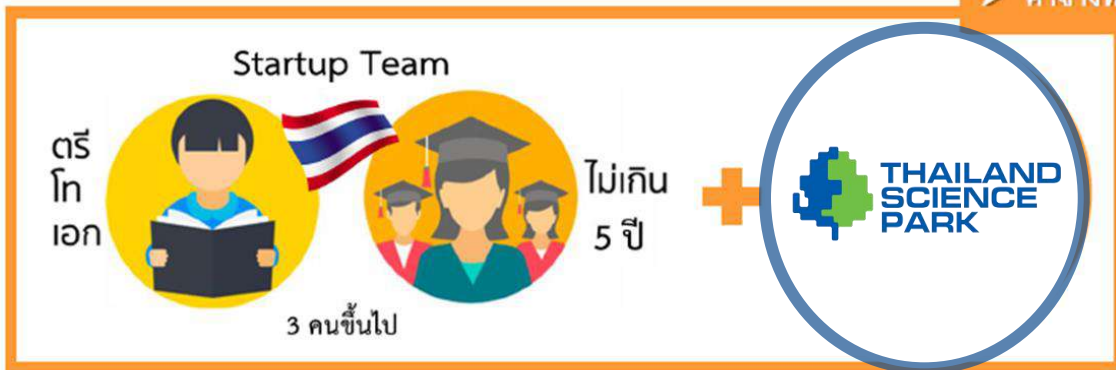 Startup Team
ตรี
โท
เอก
ไม่เกิน
5 ปี
3 คนขึ้นไป
THAILAND
SCIENCE
PARK